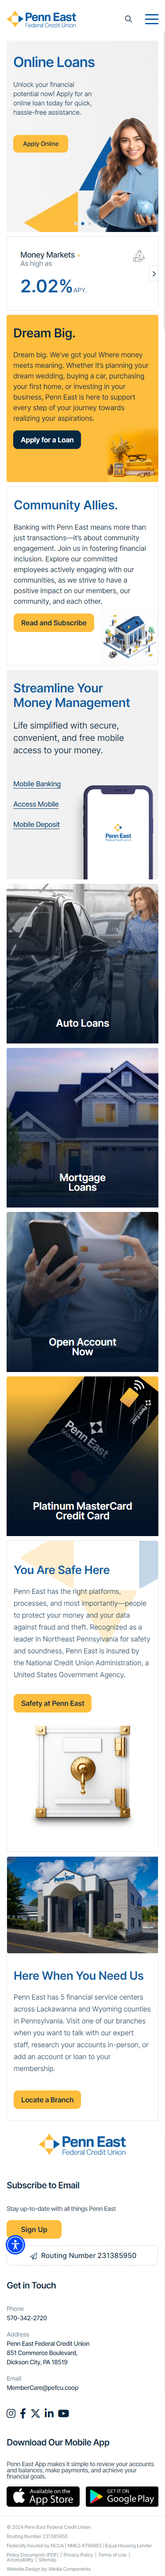 Penn East
Federal Credit Union
Online Loans
Unlock your financial
potential now! Apply for an
online loan today for quick,
hassle-free assistance.
Apply Online
Money Markets
As high as
2.02% APY.
Dream Big.
Dream big. We've got you! Where money
meets meaning. Whether it's planning your
dream wedding, buying a car, purchasing
your first home, or investing in your
business, Penn East is here to support
every step of your journey towards
realizing your aspirations.
Apply for a Loan
Community Allies.
Banking with Penn East means more than
just transactions—it's about community
engagement. Join us in fostering financial
inclusion. Explore our committed
employees actively engaging with our
communities, as we strive to have a
positive impact on our members, our
community, and each other.
Read and Subscribe
Streamline Your
Money Management
Life simplified with secure,
convenient, and free mobile
access to your money.
Mobile Banking
Access Mobile
Mobile Deposit
Penn East
Auto Loans
Mortgage
Loans
Open Account
Now
Penn East
Platinum MasterCard
Credit Card
You Are Safe Here
Penn East has the right platforms,
processes, and most importantly—people
to protect your money and your data
against fraud and theft. Recognized as a
leader in Northeast Pennsylvania for safety
and soundness, Penn East is insured by
the National Credit Union Administration, a
United States Government Agency.
Safety at Penn East
Penn East
Here When You Need Us
Penn East has 5 financial service centers
across Lackawanna and Wyoming counties
in Pennsylvania. Visit one of our branches
when you want to talk with our expert
staff, research your accounts in-person, or
add an account or loan to your
membership.
Locate a Branch
Penn East
Federal Credit Union
Subscribe to Email
Stay up-to-date with all things Penn East
Sign Up
Routing Number 231385950
Get in Touch
Phone
570-342-2720
Address
Penn East Federal Credit Union
851 Commerce Boulevard,
Dickson City, PA 18519
Email
MemberCare@pefcu.coop
Download Our Mobile App
Penn East App makes it simple to review your accounts
and balances, make payments, and achieve your
financial goals.
Available on the
App Store
GET IT ON
Google Play
© 2024 Penn East Federal Credit Union
Routing Number 231385950
Federally Insured by NCUA | NMLS #786983 | Equal Housing Lender
Policy Documents (PDF) | Privacy Policy | Terms of Use |
Accessibility | Sitemap
Website Design by: Media Components